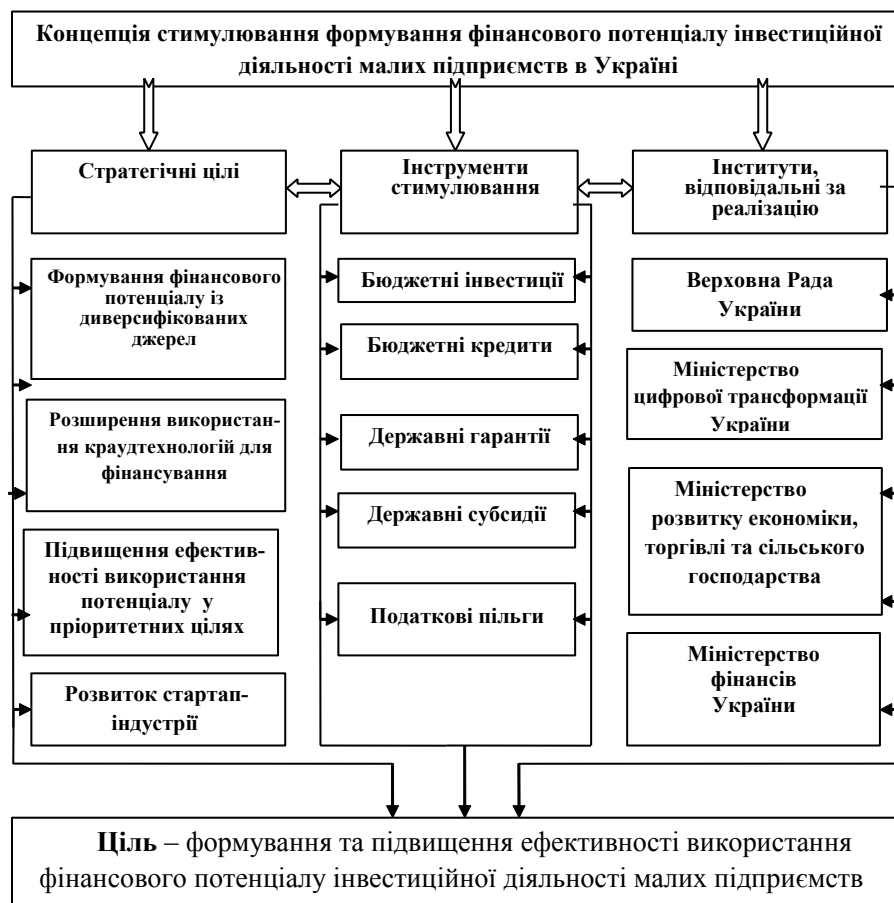 Концепція стимулювання формування фінансового потенціалу інвестиційної
діяльності малих підприємств в Україні
Стратегічні цілі
Формування фінансового
потенціалу із
диверсифікованих
джерел
Розширення використан-
ня краудтехнологій для
фінансування
Підвищення ефектив-
ності використання
потенціалу у
пріоритетних цілях
Розвиток стартап-
індустрії
Інструменти
стимулювання
Бюджетні інвестиції
Бюджетні кредити
Державні гарантії
Державні субсидії
Податкові пільги
Інститути,
відповідальні за
реалізацію
Верховна Рада
України
Міністерство
цифрової трансформації
України
Міністерство
розвитку економіки,
торгівлі та сільського
господарства
Міністерство
фінансів
України
Ціль – формування та підвищення ефективності використання
фінансового потенціалу інвестиційної діяльності малих підприємств